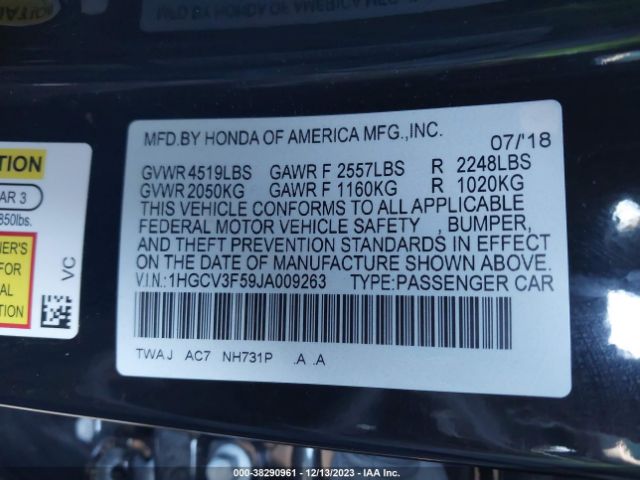 MFD.BY HONDA OF AMERICA MFG.,INC. 07/'18
GVWR 4519LBS GAWR F 2557LBS R 2248LBS
GVWR 2050KG GAWR F 1160KG R 1020KG
THIS VEHICLE CONFORMS TO ALL APPLICABLE
FEDERAL MOTOR VEHICLE SAFETY , BUMPER,
AND THEFT PREVENTION STANDARDS IN EFFECT
ON THE DATE OF MANUFACTURE SHOWN ABOVE.
V.I.N.:1HGCV3F59JA009263 TYPE:PASSENGER CAR
TWAJ AC7 NH731P .A .A
TION
AR 3
850lbs.
VC
000-38290961 - 12/13/2023 - IAA Inc.